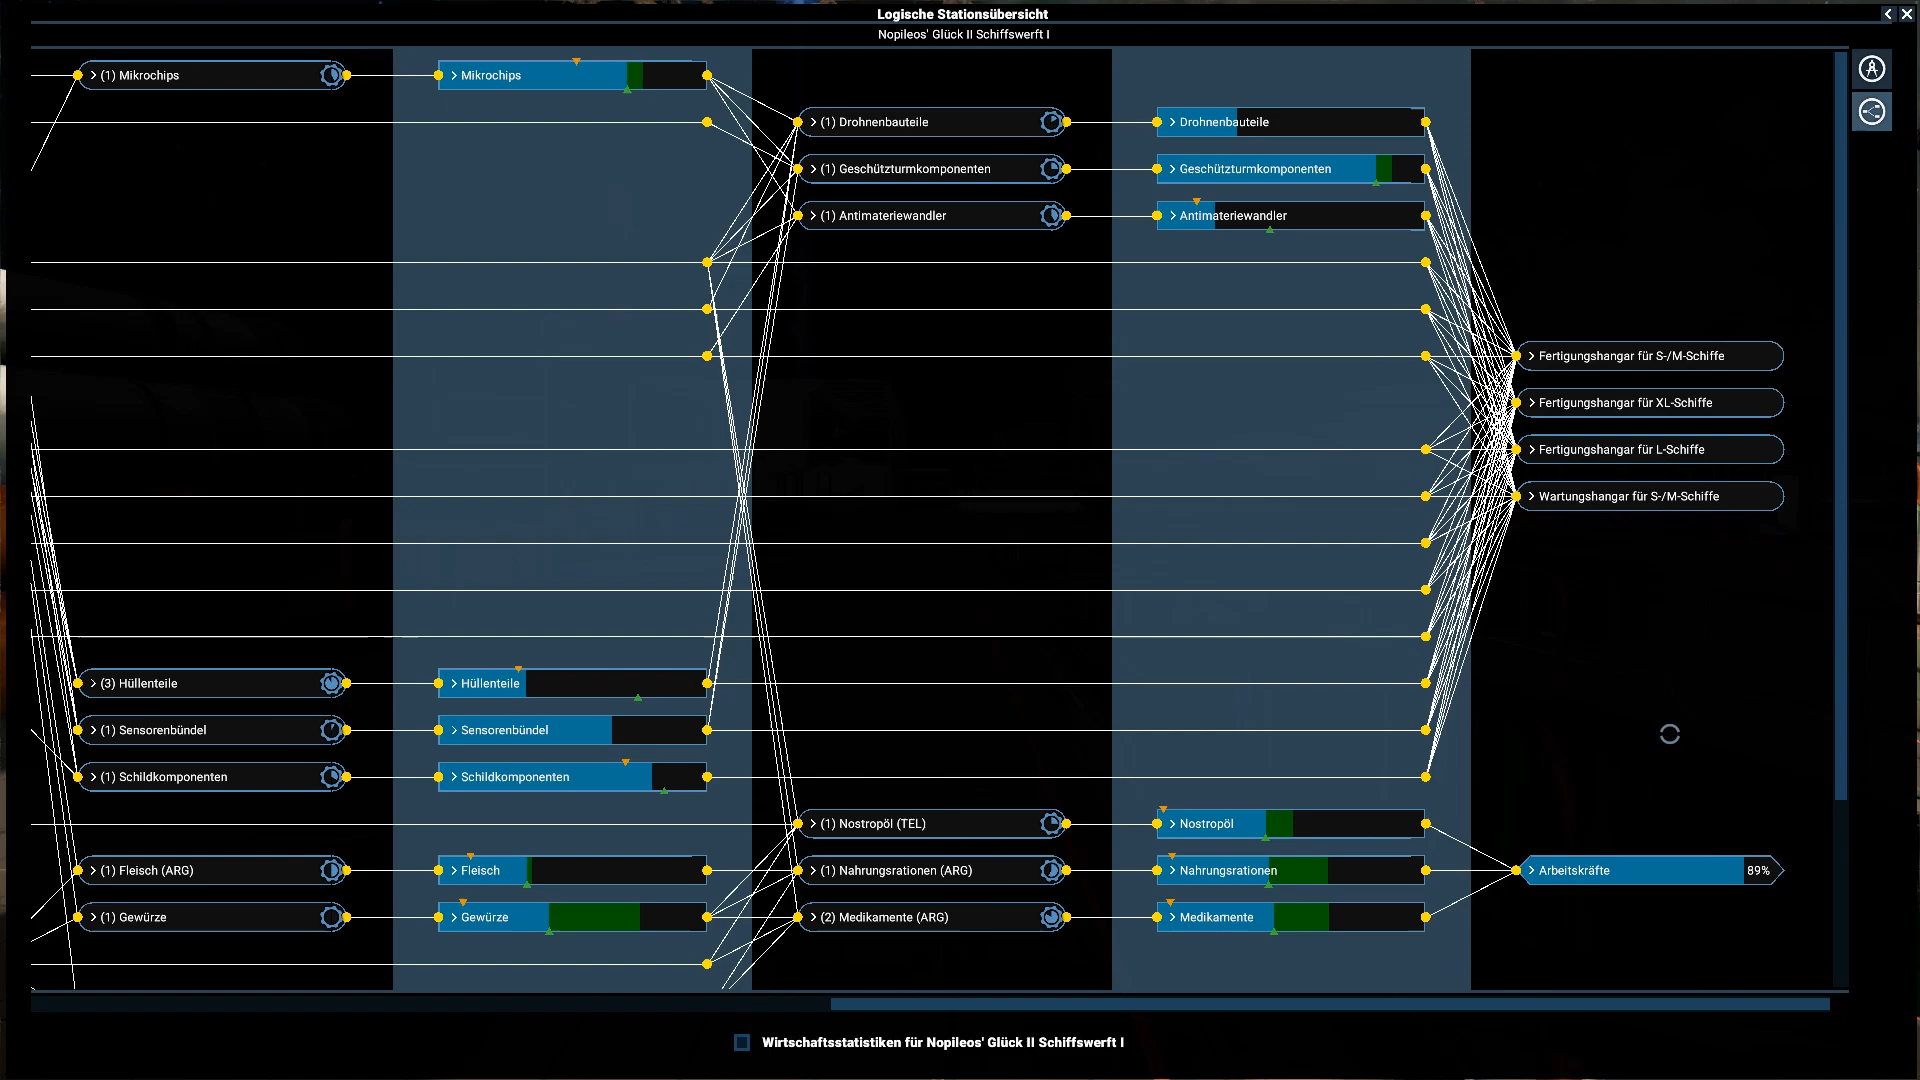 Logische Stationsübersicht
Nopileos' Glück II Schiffswerft I
(1) Mikrochips
Mikrochips
(1) Drohnenbauteile
Drohnenbauteile
(1) Geschützturmkomponenten
Geschützturmkomponenten
(1) Antimateriewandler
Antimateriewandler
Fertigungshangar für S-/M-Schiffe
Fertigungshangar für XL-Schiffe
Fertigungshangar für L-Schiffe
Wartungshangar für S-/M-Schiffe
(3) Hüllenteile
Hüllenteile
(1) Sensorenbündel
Sensorenbündel
(1) Schildkomponenten
Schildkomponenten
(1) Nostropöl (TEL)
Nostropöl
(1) Fleisch (ARG)
Fleisch
(1) Nahrungsrationen (ARG)
Nahrungsrationen
Arbeitskräfte 89%
(1) Gewürze
Gewürze
(2) Medikamente (ARG)
Medikamente
Wirtschaftsstatistiken für Nopileos' Glück II Schiffswerft I